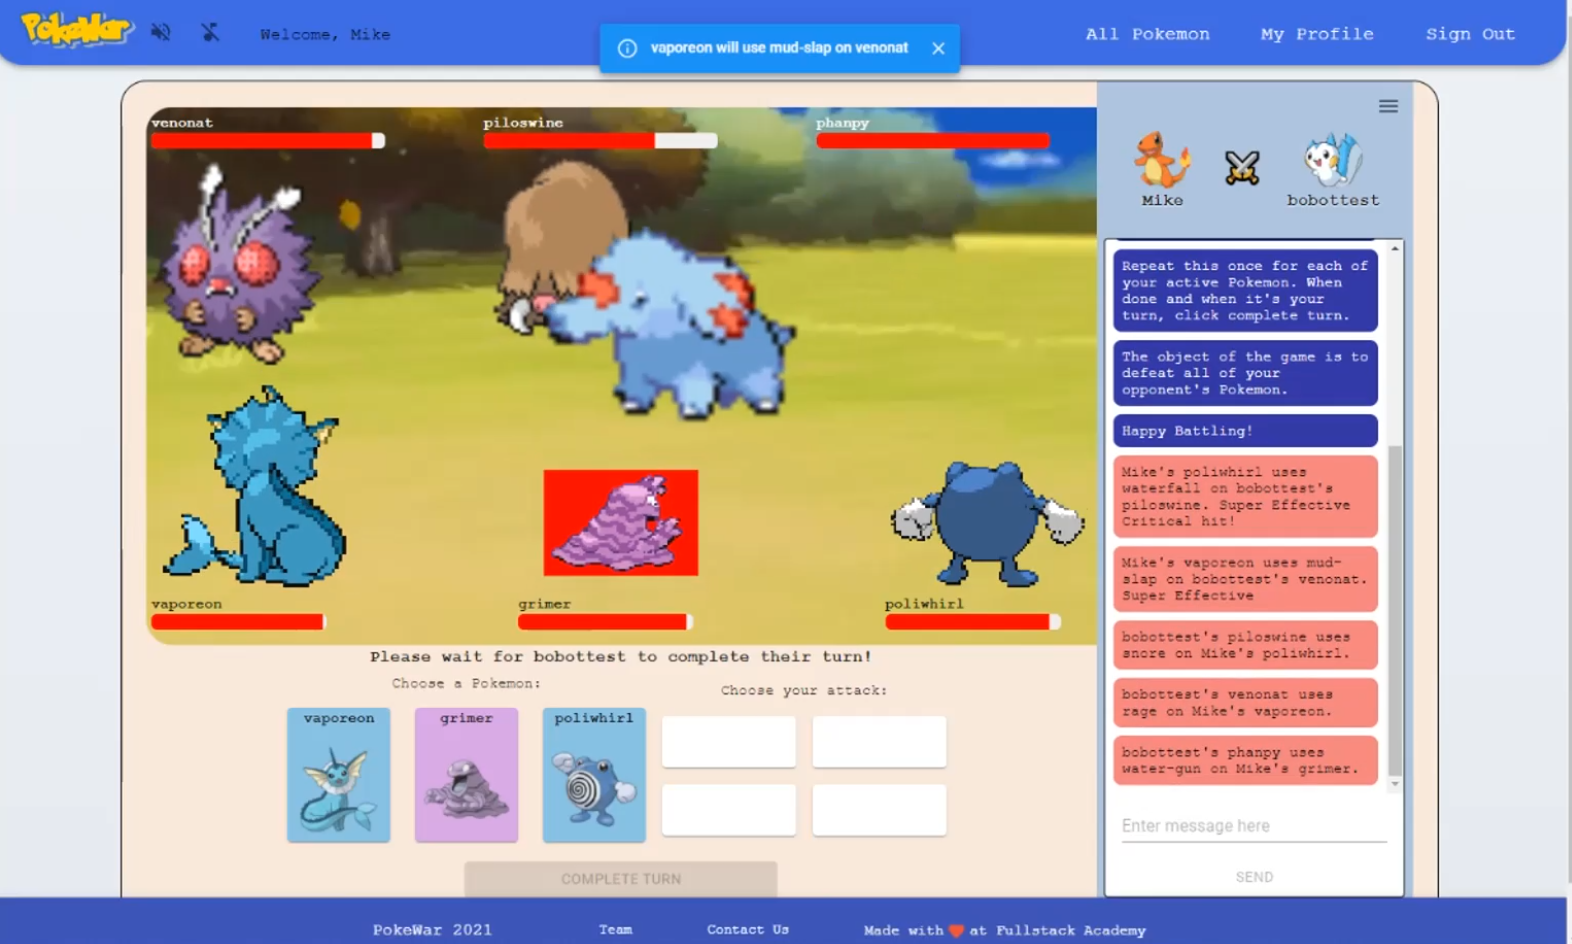 PokeWar
Welcome, Mike
vaporeon will use mud-slap on venonat
All Pokemon
My Profile
Sign Out
venonat
piloswine
phanpy
Mike
bobottest
vaporeon
grimer
poliwhirl
Please wait for bobottest to complete their turn!
Choose a Pokemon:
Choose your attack:
vaporeon
grimer
poliwhirl
COMPLETE TURN
Repeat this once for each of
your active Pokemon. When
done and when it's your
turn, click complete turn.
The object of the game is to
defeat all of your
opponent's Pokemon.
Happy Battling!
Mike's poliwhirl uses
waterfall on bobottest's
piloswine. Super Effective
Critical hit!
Mike's vaporeon uses mud-
slap on bobottest's venonat.
Super Effective
bobottest's piloswine uses
snore on Mike's poliwhirl.
bobottest's venonat uses
rage on Mike's vaporeon.
bobottest's phanpy uses
water-gun on Mike's grimer.
Enter message here
SEND
PokeWar 2021
Team
Contact Us
Made with ❤ at Fullstack Academy